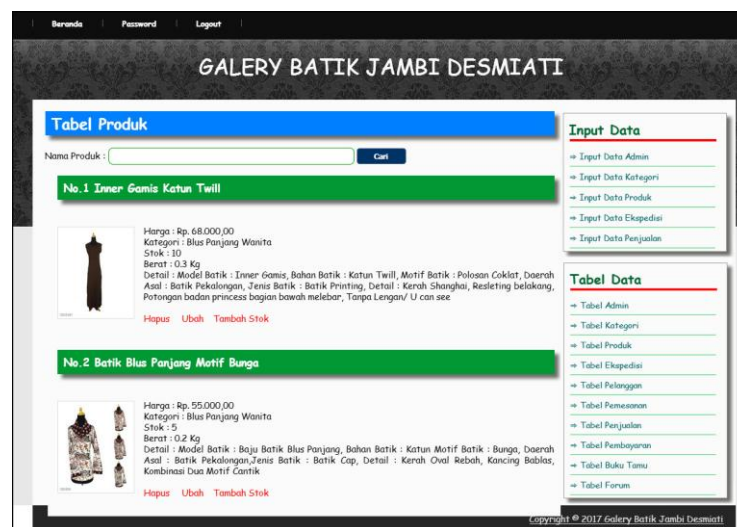 Beranda
Password
Logout
GALERY BATIK JAMBI DESMIATI
Tabel Produk
Nama Produk :
Cari
No.1 Inner Gamis Katun Twill
Harga : Rp. 68.000,00
Kategori : Blus Panjang Wanita
Stok : 10
Berat : 0.3 Kg
Detail : Model Batik : Inner Gamis, Bahan Batik : Katun Twill, Motif Batik : Polosan Coklat, Daerah
Asal : Batik Pekalongan, Jenis Batik : Batik Printing, Detail : Kerah Shanghai, Resleting belakang,
Potongan badan princess bagian bawah melebar, Tanpa Lengan/ U can see
Hapus Ubah Tambah Stok
No.2 Batik Blus Panjang Motif Bunga
Harga : Rp. 55.000,00
Kategori : Blus Panjang Wanita
Stok : 5
Berat : 0.2 Kg
Detail : Model Batik : Baju Batik Blus Panjang, Bahan Batik : Katun Motif Batik : Bunga, Daerah
Asal : Batik Pekalongan,Jenis Batik : Batik Cap, Detail : Kerah Oval Rebah, Kancing Bablas,
Kombinasi Dua Motif Cantik
Hapus Ubah Tambah Stok
Input Data
⇒ Input Data Admin
⇒ Input Data Kategori
⇒ Input Data Produk
⇒ Input Data Ekspedisi
⇒ Input Data Penjualan
Tabel Data
⇒ Tabel Admin
⇒ Tabel Kategori
⇒ Tabel Produk
⇒ Tabel Ekspedisi
⇒ Tabel Pelanggan
⇒ Tabel Pemesanan
⇒ Tabel Penjualan
⇒ Tabel Pembayaran
⇒ Tabel Buku Tamu
⇒ Tabel Forum
Copyright © 2017 Galery Batik Jambi Desmiati